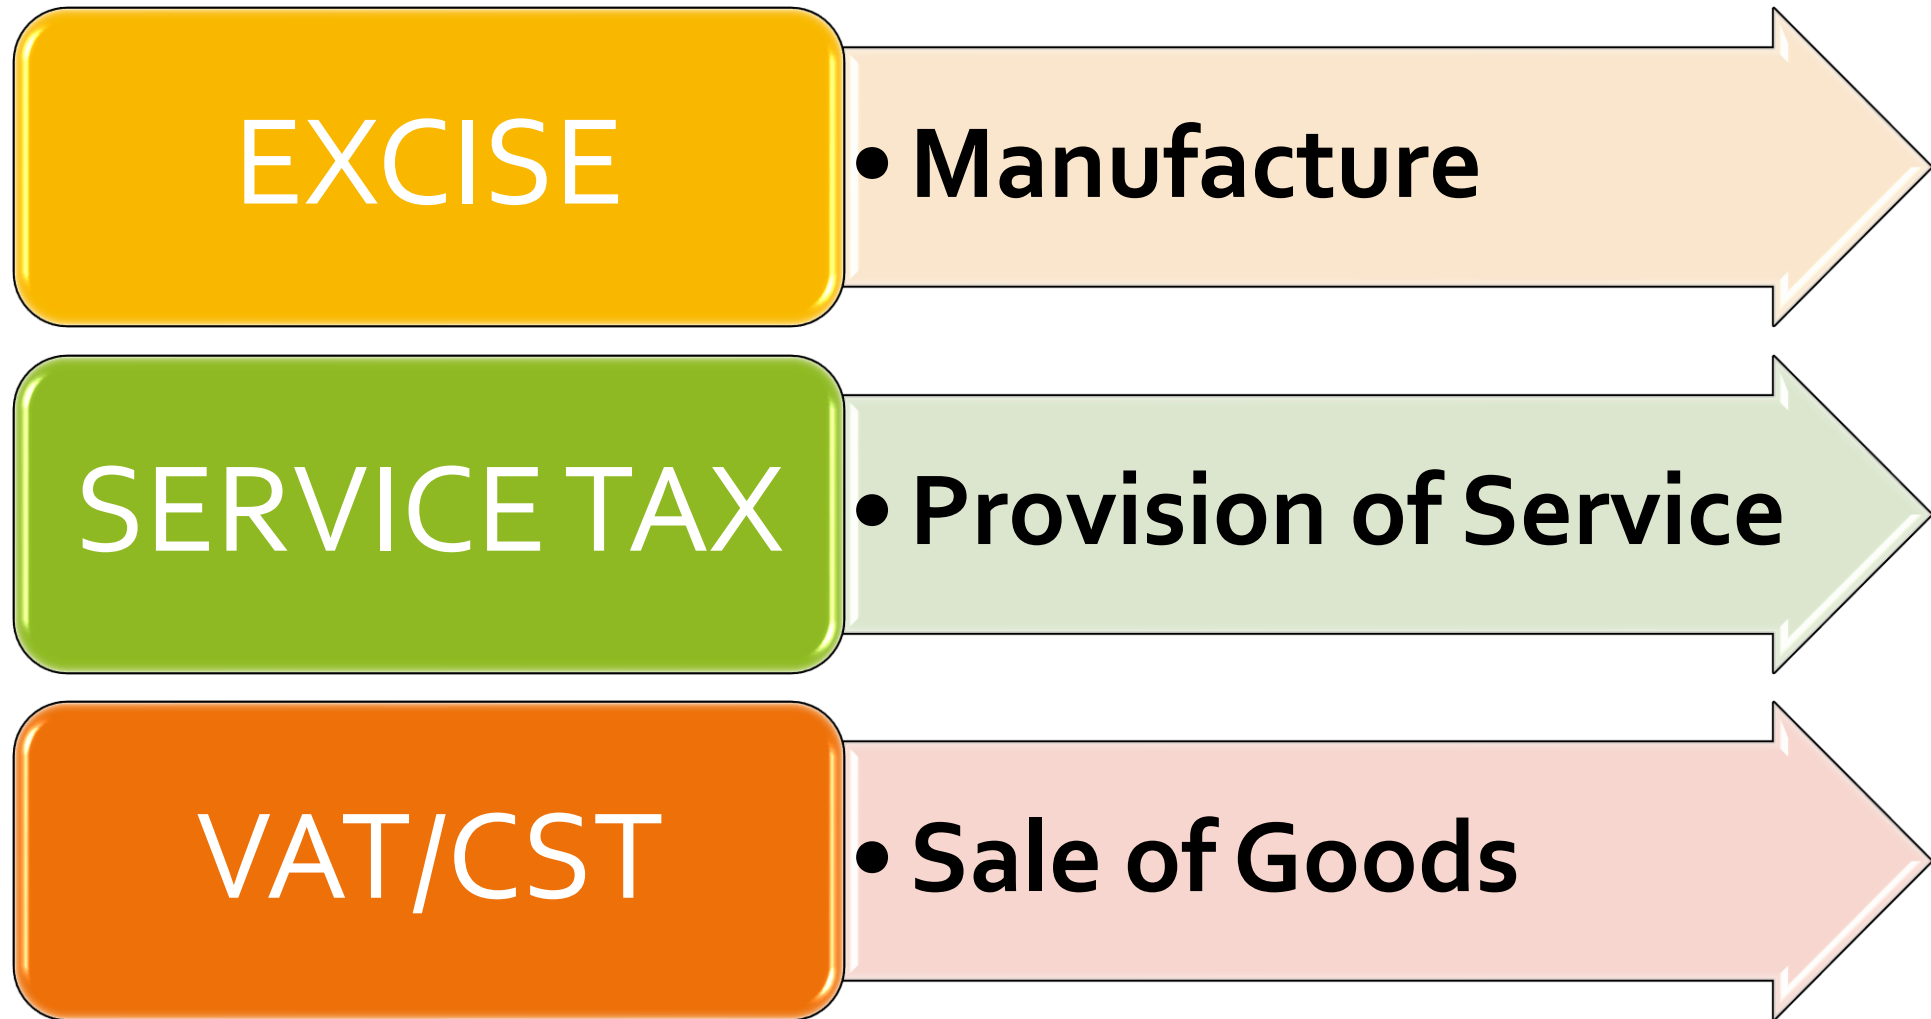 EXCISE
• Manufacture
SERVICE TAX
• Provision of Service
VAT/CST
• Sale of Goods